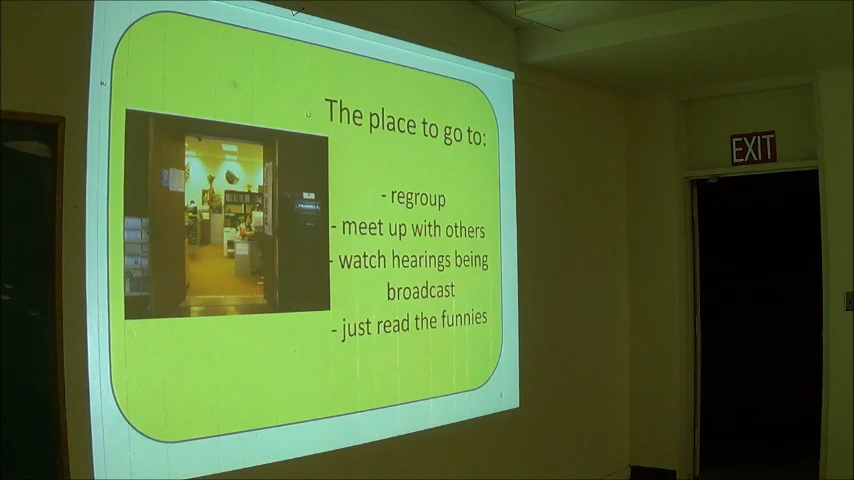 The place to go to:
- regroup
- meet up with others
- watch hearings being
broadcast
- just read the funnies
EXIT